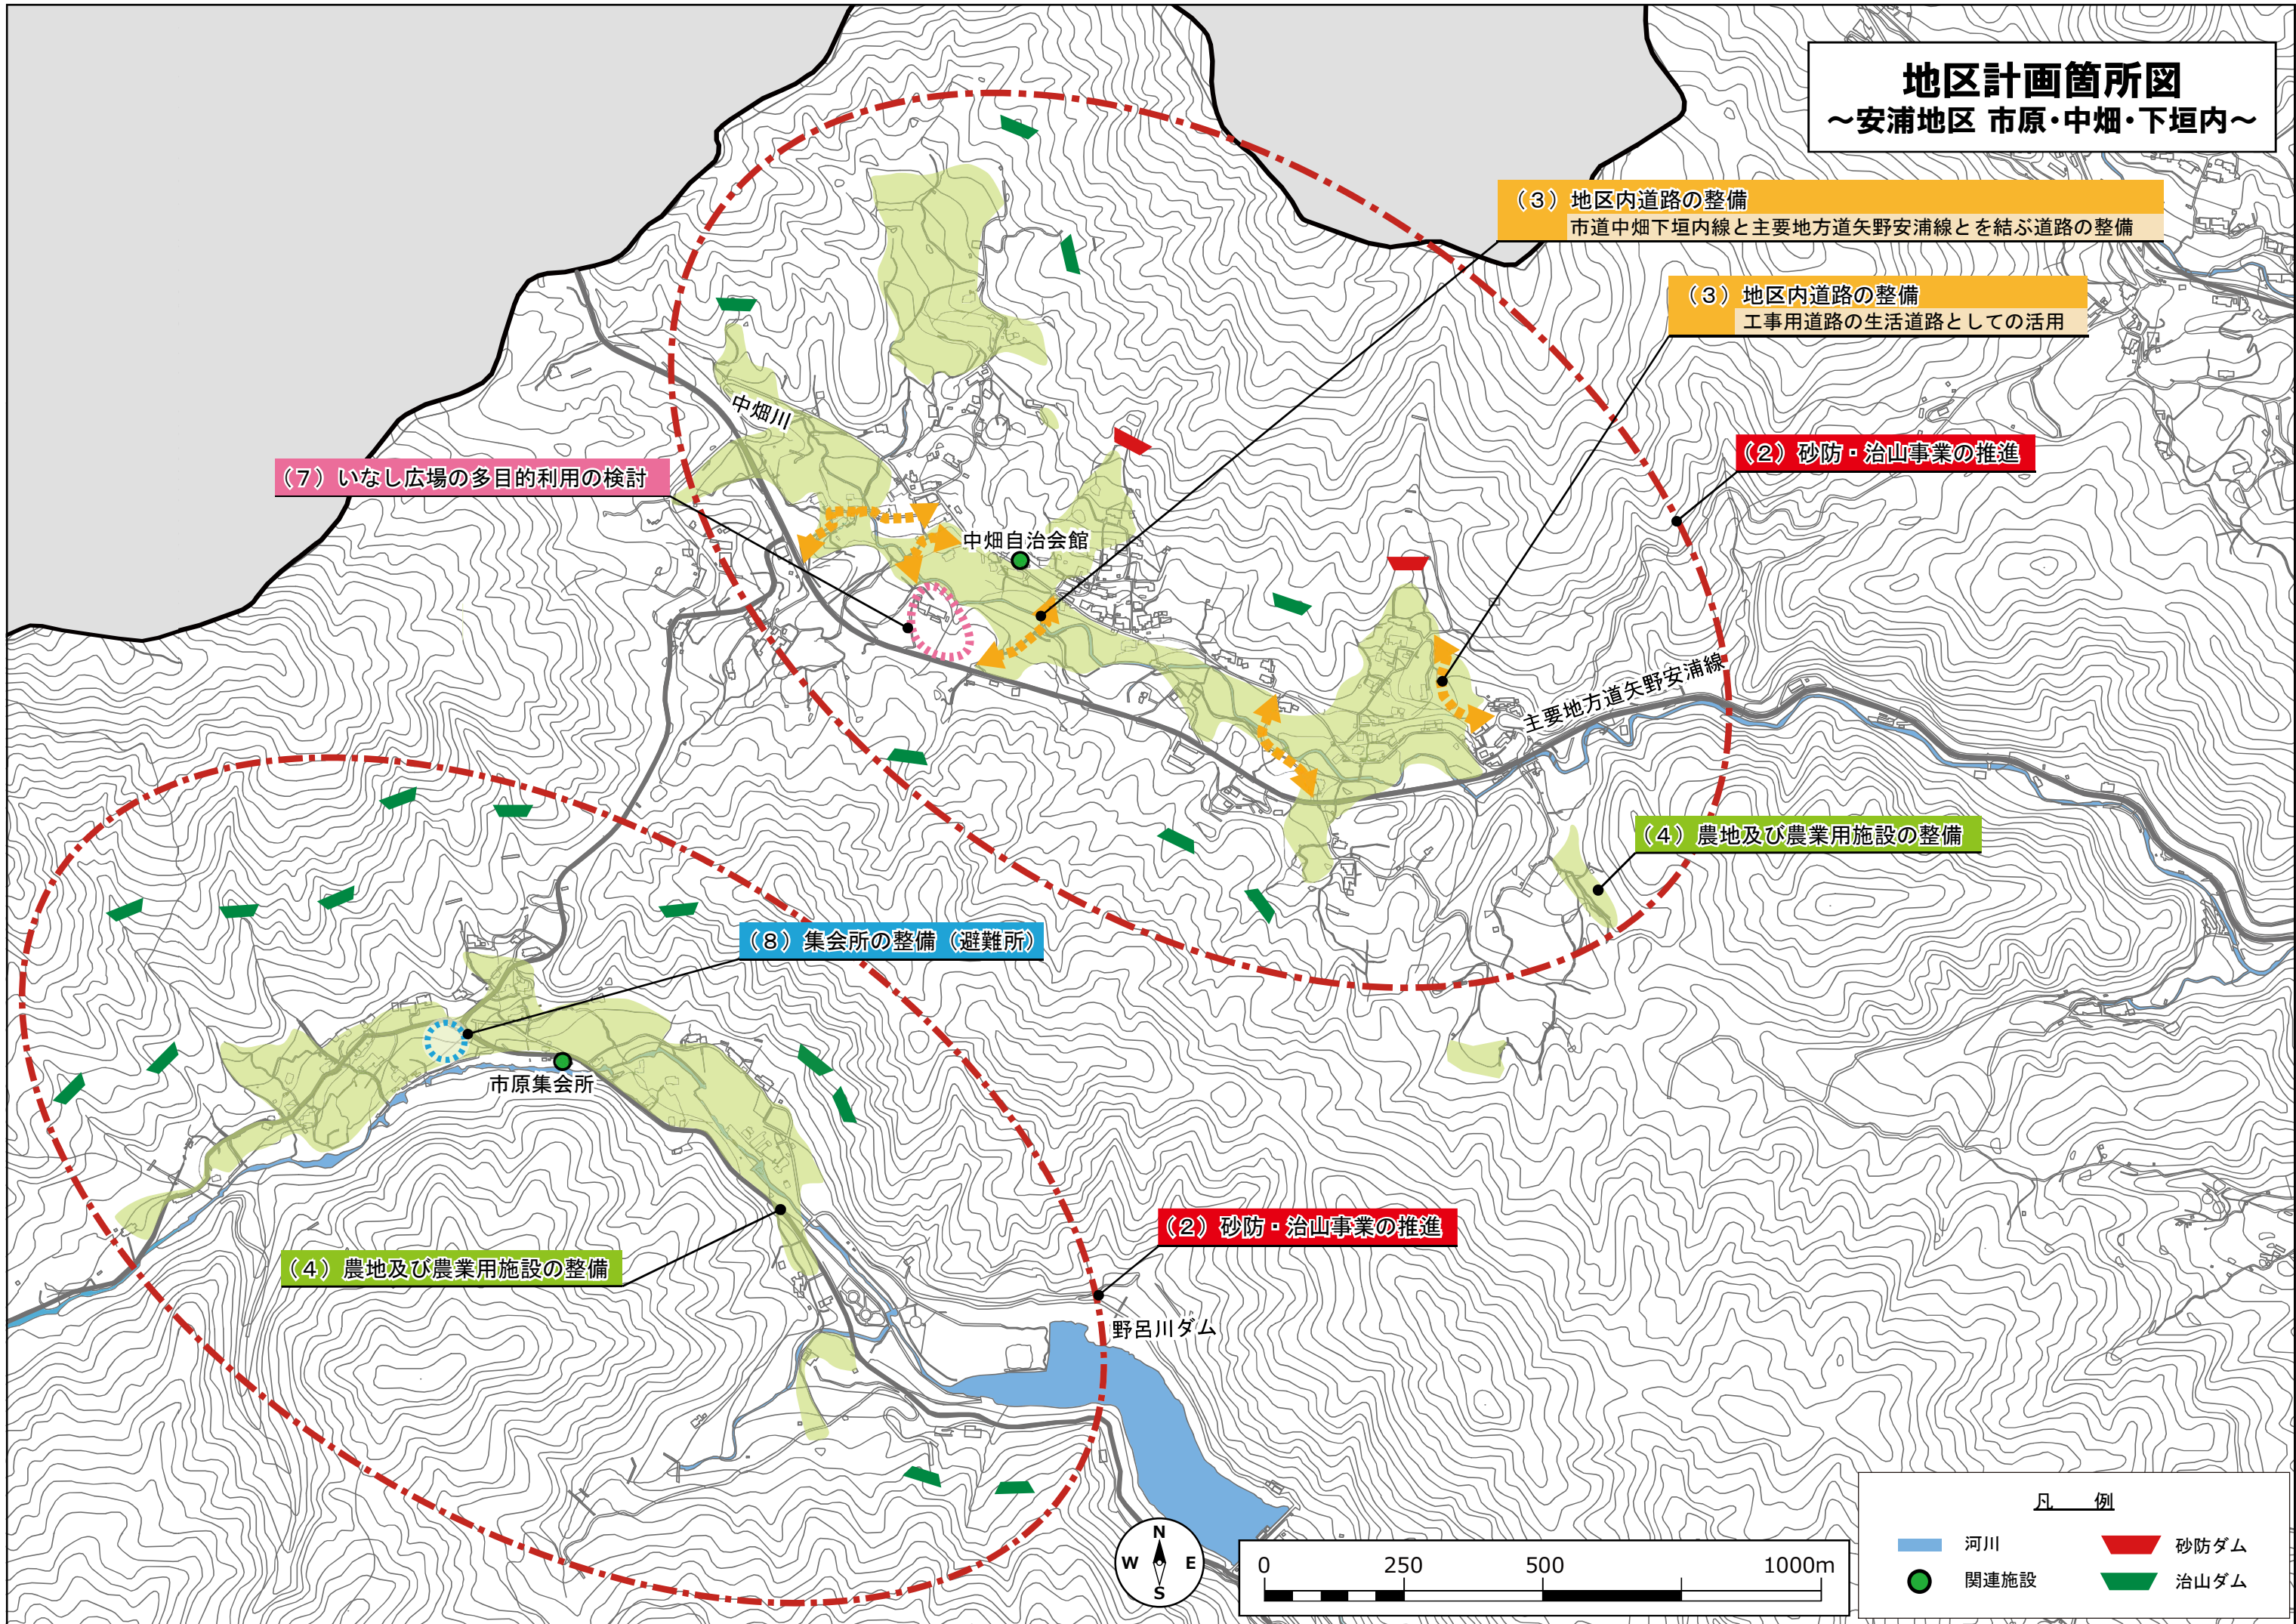 地区計画箇所図
～安浦地区 市原・中畑・下垣内～
（3）地区内道路の整備
市道中畑下垣内線と主要地方道矢野安浦線とを結ぶ道路の整備
（3）地区内道路の整備
工事用道路の生活道路としての活用
中畑川
（2）砂防・治山事業の推進
（7）いなし広場の多目的利用の検討
中畑自治会館
主要地方道矢野安浦線
（4）農地及び農業用施設の整備
（8）集会所の整備（避難所）
市原集会所
（2）砂防・治山事業の推進
（4）農地及び農業用施設の整備
野呂川ダム
N
W E
S
0 250 500 1000m
凡 例
河川
砂防ダム
関連施設
治山ダム